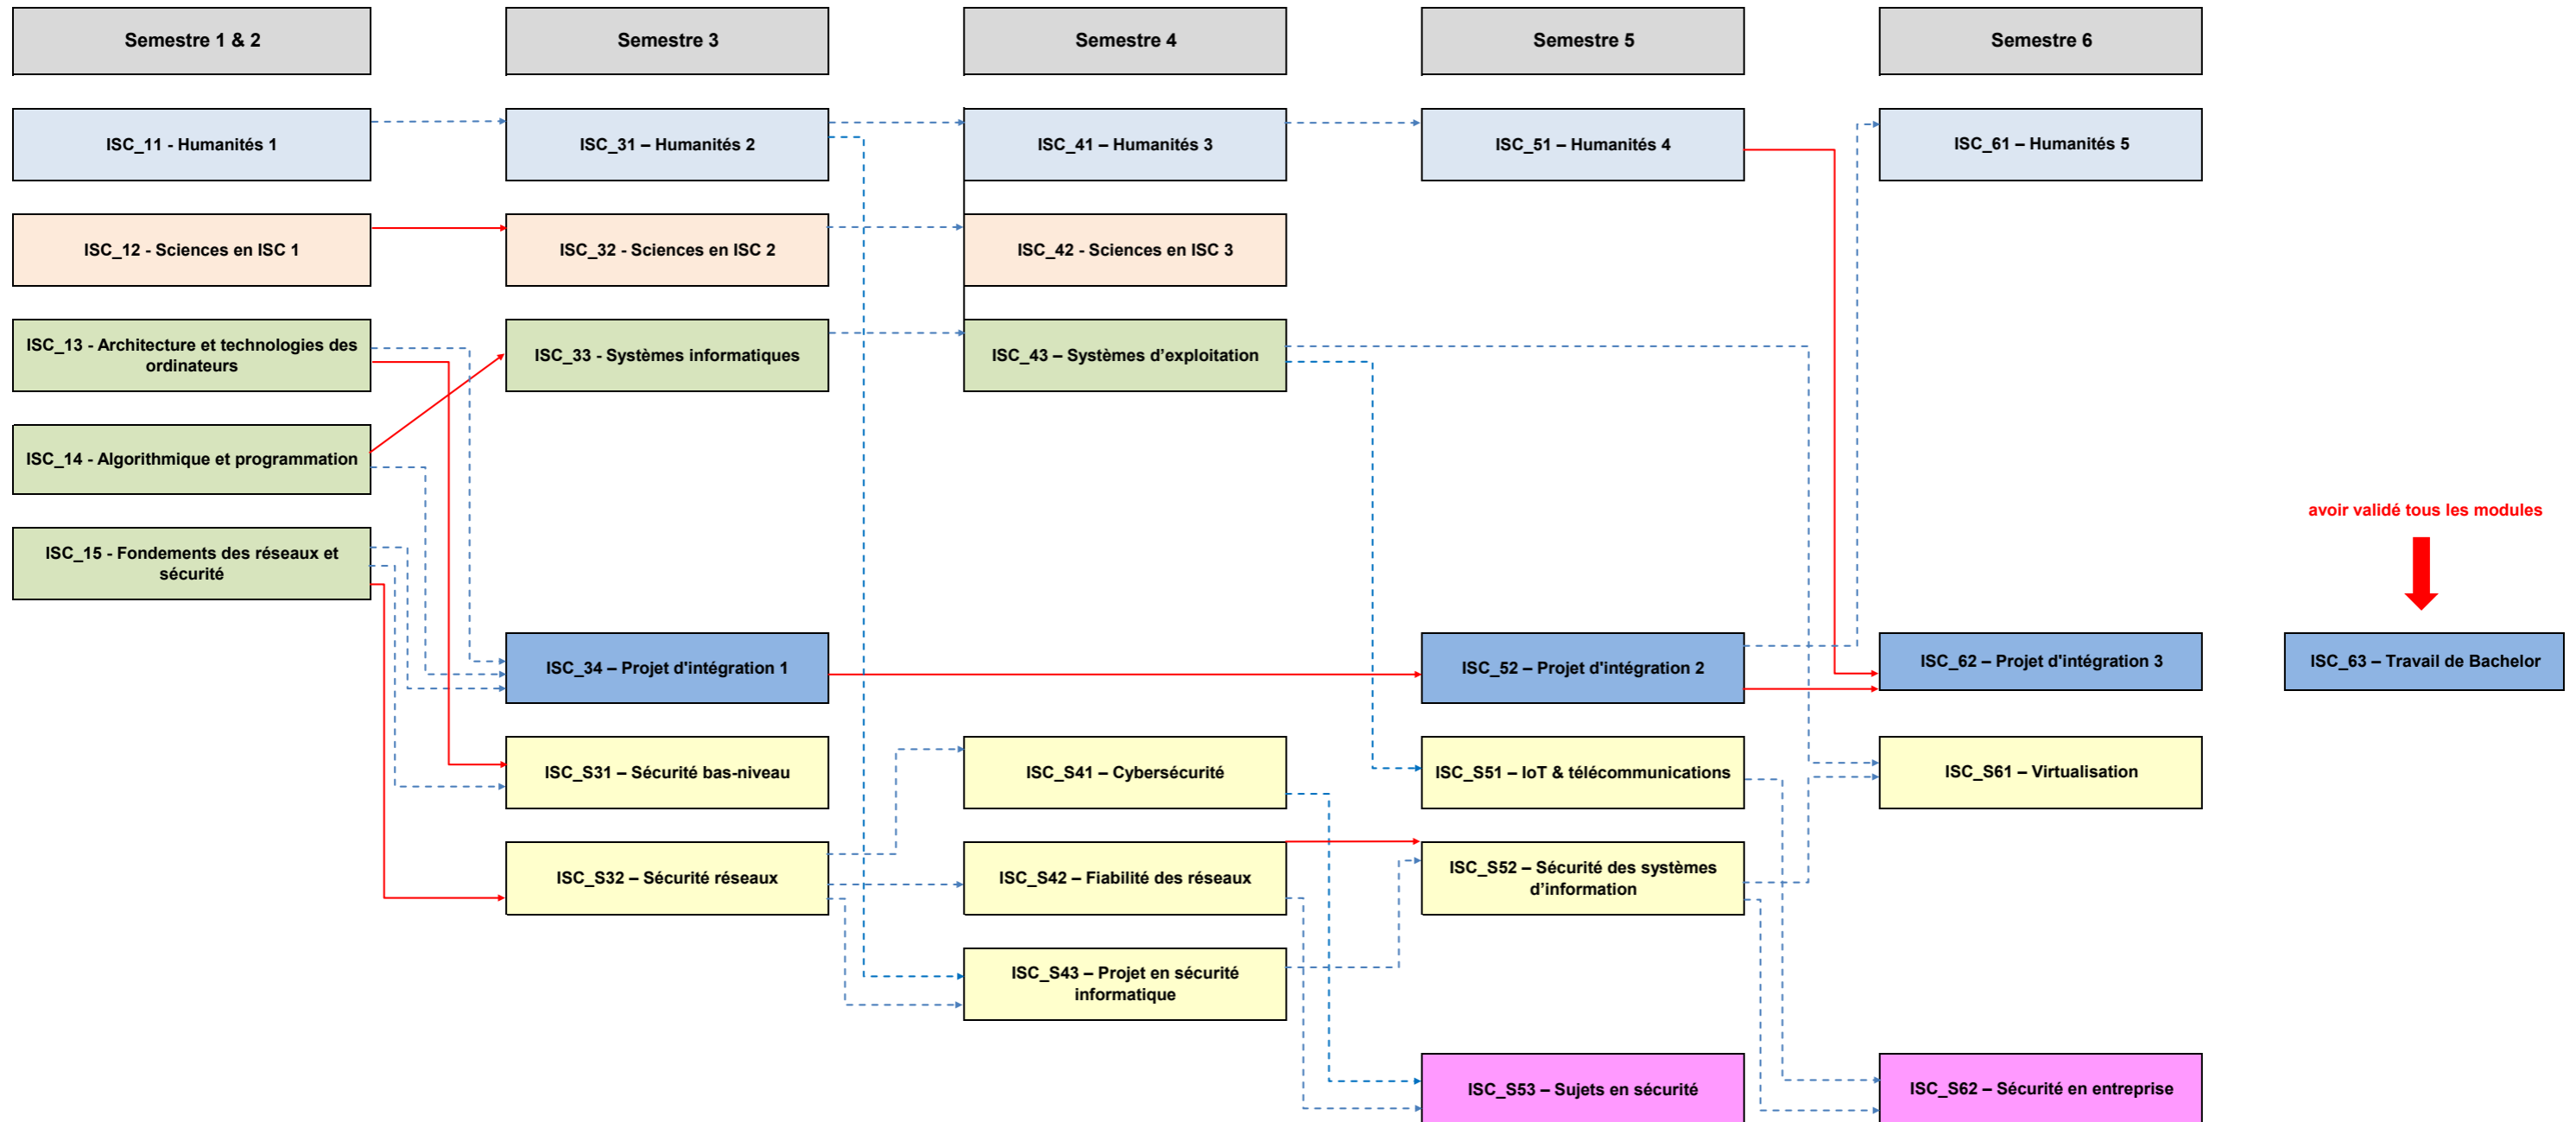 Semestre 1 & 2
Semestre 3
Semestre 4
Semestre 5
Semestre 6
ISC_11 - Humanités 1
ISC_31 – Humanités 2
ISC_41 – Humanités 3
ISC_51 – Humanités 4
ISC_61 – Humanités 5
ISC_12 - Sciences en ISC 1
ISC_32 - Sciences en ISC 2
ISC_42 - Sciences en ISC 3
ISC_13 - Architecture et technologies des
ordinateurs
ISC_33 - Systèmes informatiques
ISC_43 – Systèmes d’exploitation
ISC_14 - Algorithmique et programmation
avoir validé tous les modules
ISC_15 - Fondements des réseaux et
sécurité
ISC_34 – Projet d'intégration 1
ISC_52 – Projet d'intégration 2
ISC_62 – Projet d'intégration 3
ISC_63 – Travail de Bachelor
ISC_S31 – Sécurité bas-niveau
ISC_S41 – Cybersécurité
ISC_S51 – IoT & télécommunications
ISC_S61 – Virtualisation
ISC_S32 – Sécurité réseaux
ISC_S42 – Fiabilité des réseaux
ISC_S52 – Sécurité des systèmes
d’information
ISC_S43 – Projet en sécurité
informatique
ISC_S53 – Sujets en sécurité
ISC_S62 – Sécurité en entreprise